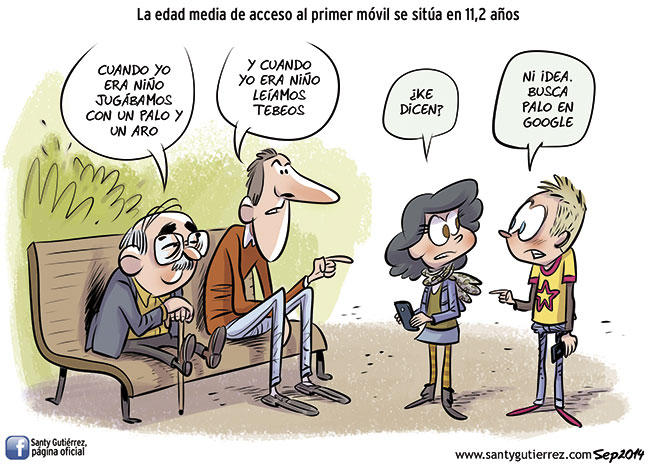 La edad media de acceso al primer móvil se sitúa en 11,2 años
CUANDO YO
ERA NIÑO
JUGÁBAMOS
CON UN PALO Y
UN ARO
Y CUANDO
YO ERA NIÑO
LEÍAMOS
TEBEOS
¿KE
DICEN?
NI IDEA.
BUSCA
PALO EN
GOOGLE
f
Santy Gutiérrez,
página oficial
www.santygutierrez.com Sep2014